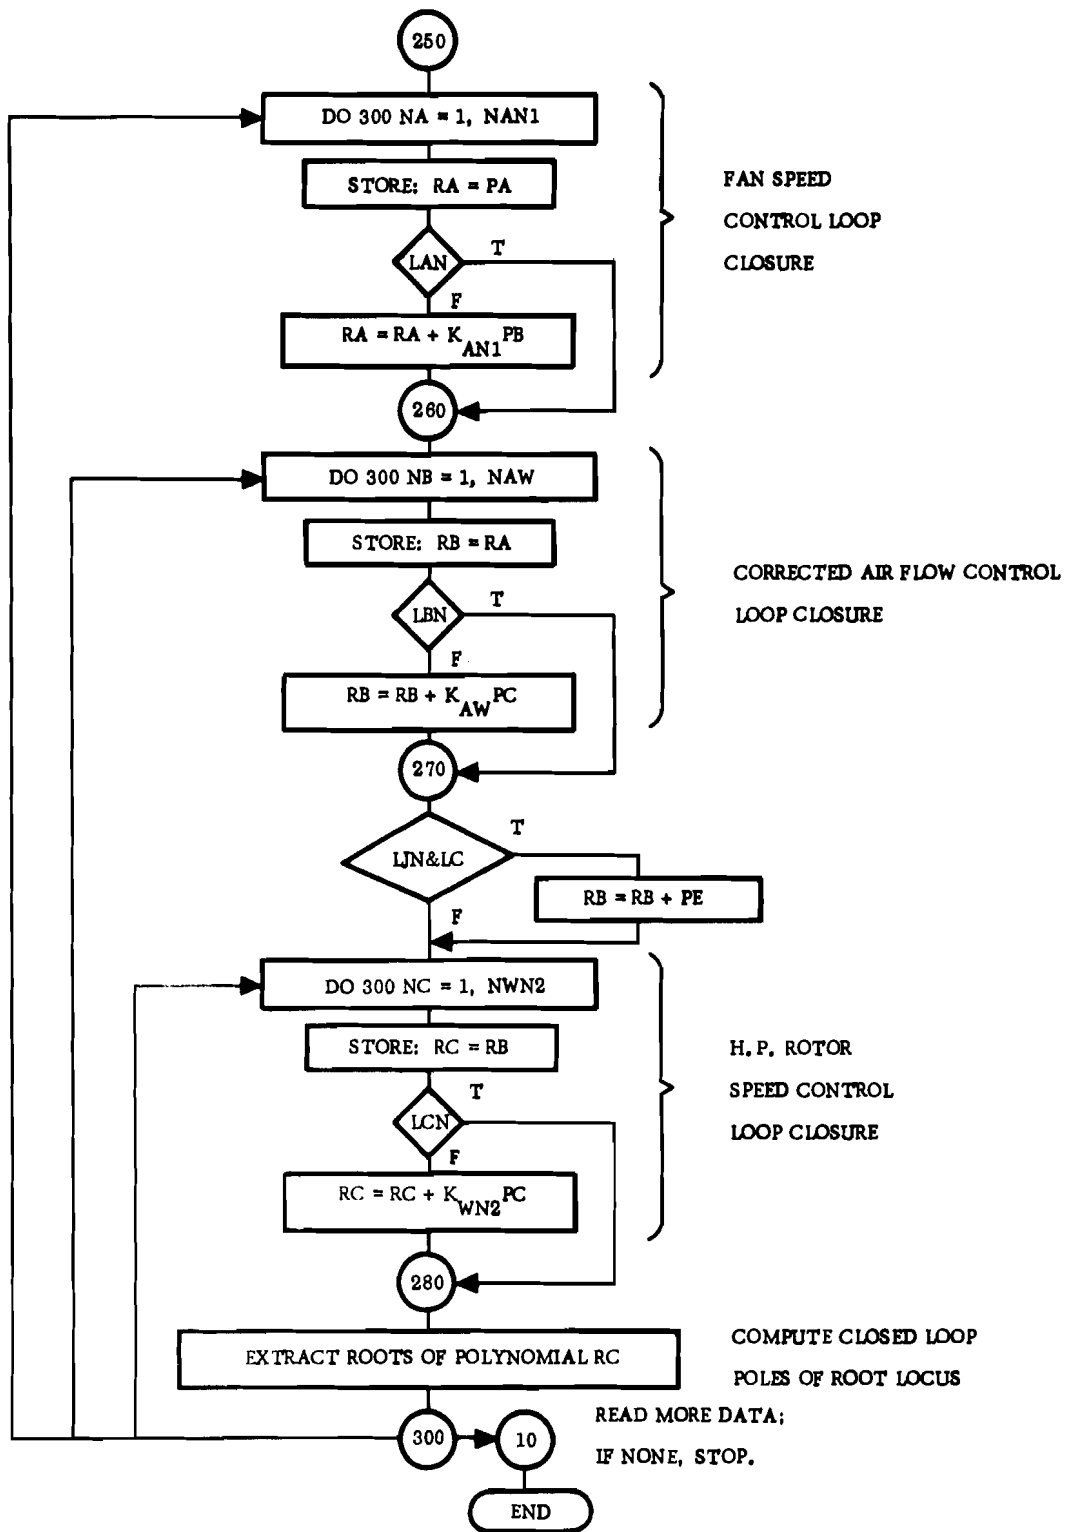 250
DO 300 NA = 1, NAN1
STORE: RA = PA
FAN SPEED
CONTROL LOOP
CLOSURE
LAN
T
F
RA = RA + K_AN1 PB
260
DO 300 NB = 1, NAW
STORE: RB = RA
CORRECTED AIR FLOW CONTROL
LOOP CLOSURE
LBN
T
F
RB = RB + K_AW PC
270
LJN&LC
T
RB = RB + PE
F
DO 300 NC = 1, NWN2
STORE: RC = RB
H.P. ROTOR
SPEED CONTROL
LOOP CLOSURE
LCN
T
F
RC = RC + K_WN2 PC
280
EXTRACT ROOTS OF POLYNOMIAL RC
COMPUTE CLOSED LOOP
POLES OF ROOT LOCUS
300
10
READ MORE DATA;
IF NONE, STOP.
END